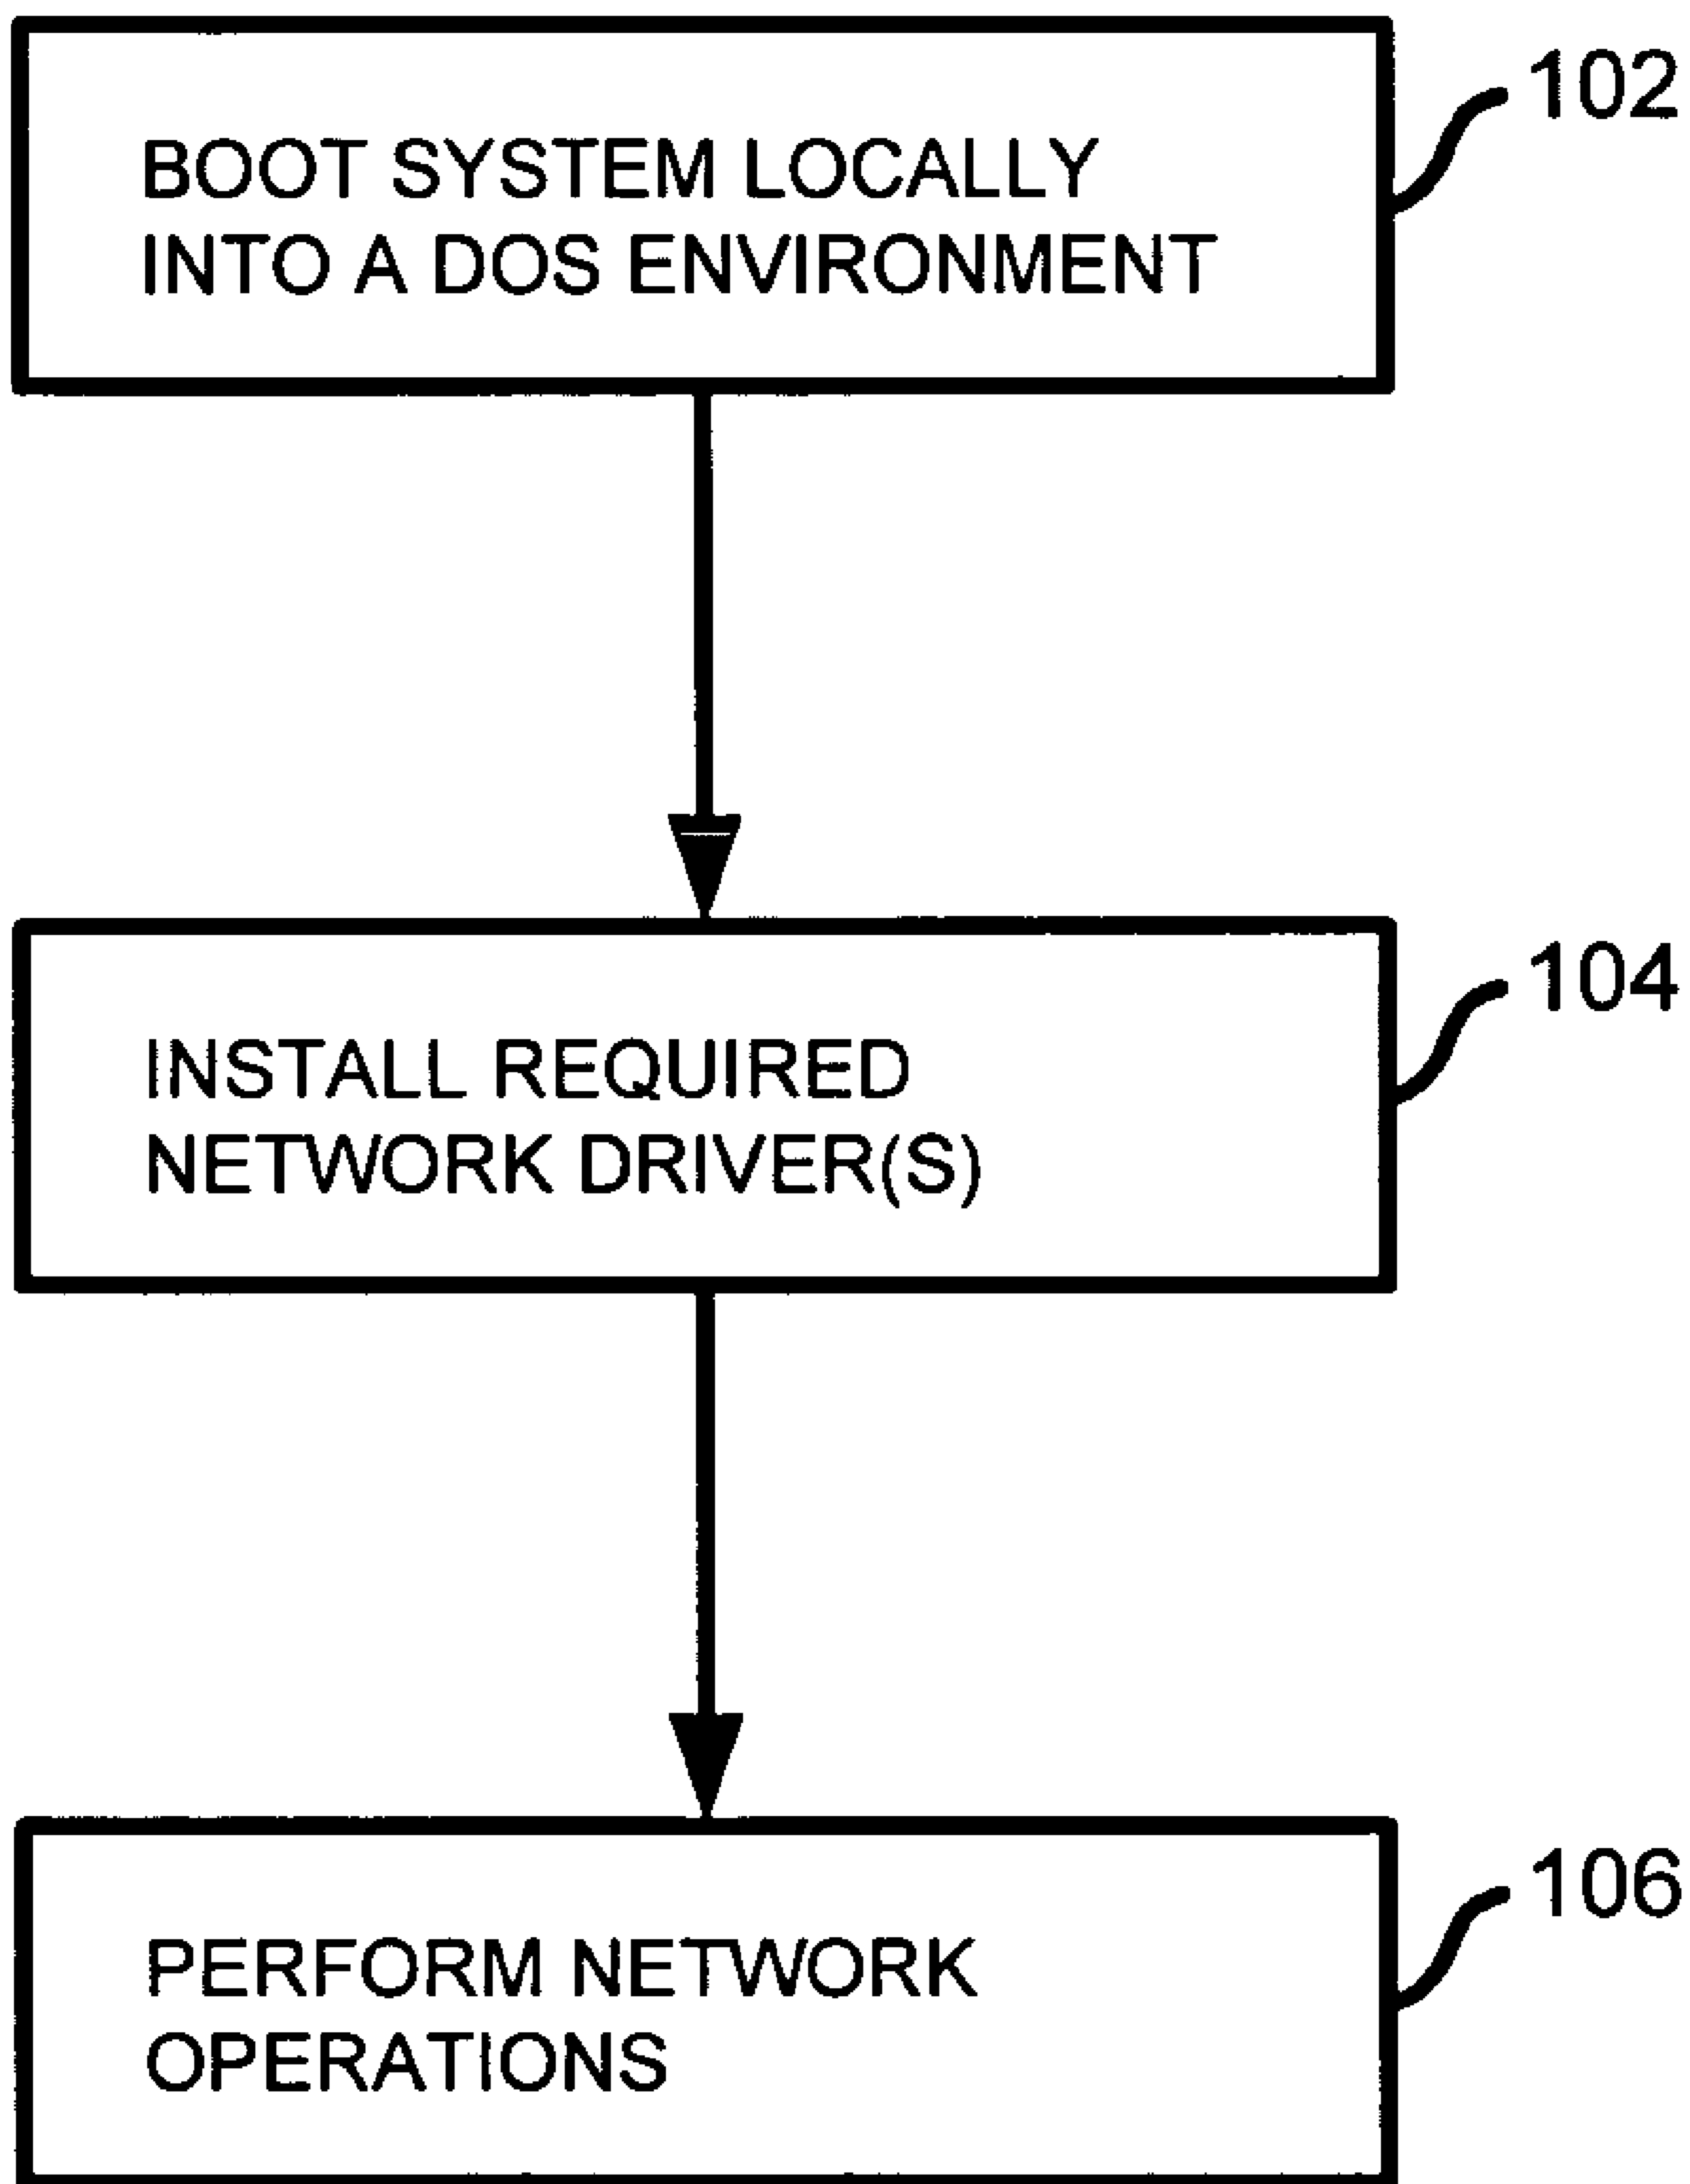 102
BOOT SYSTEM LOCALLY
INTO A DOS ENVIRONMENT
104
INSTALL REQUIRED
NETWORK DRIVER(S)
106
PERFORM NETWORK
OPERATIONS